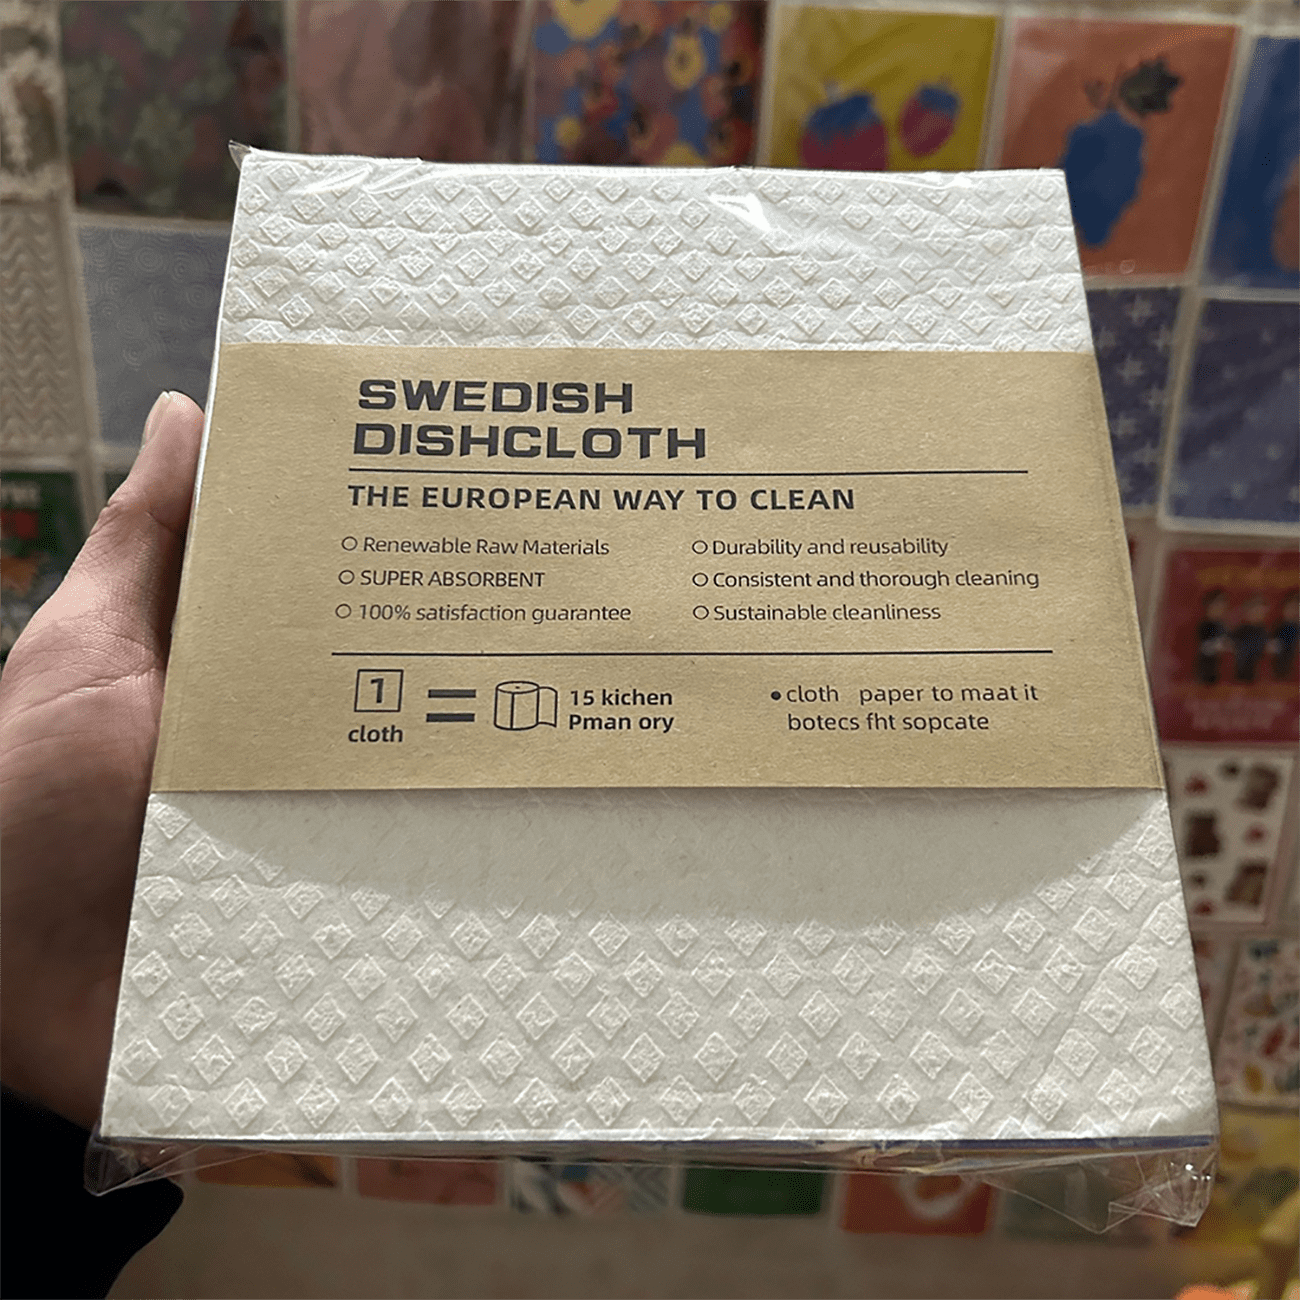 SWEDISH
DISHCLOTH
THE EUROPEAN WAY TO CLEAN
Renewable Raw Materials
SUPER ABSORBENT
100% satisfaction guarantee
Durability and reusability
Consistent and thorough cleaning
Sustainable cleanliness
1
cloth
15 kichen
Pman ory
cloth paper to maat it
botecs fht sopcate